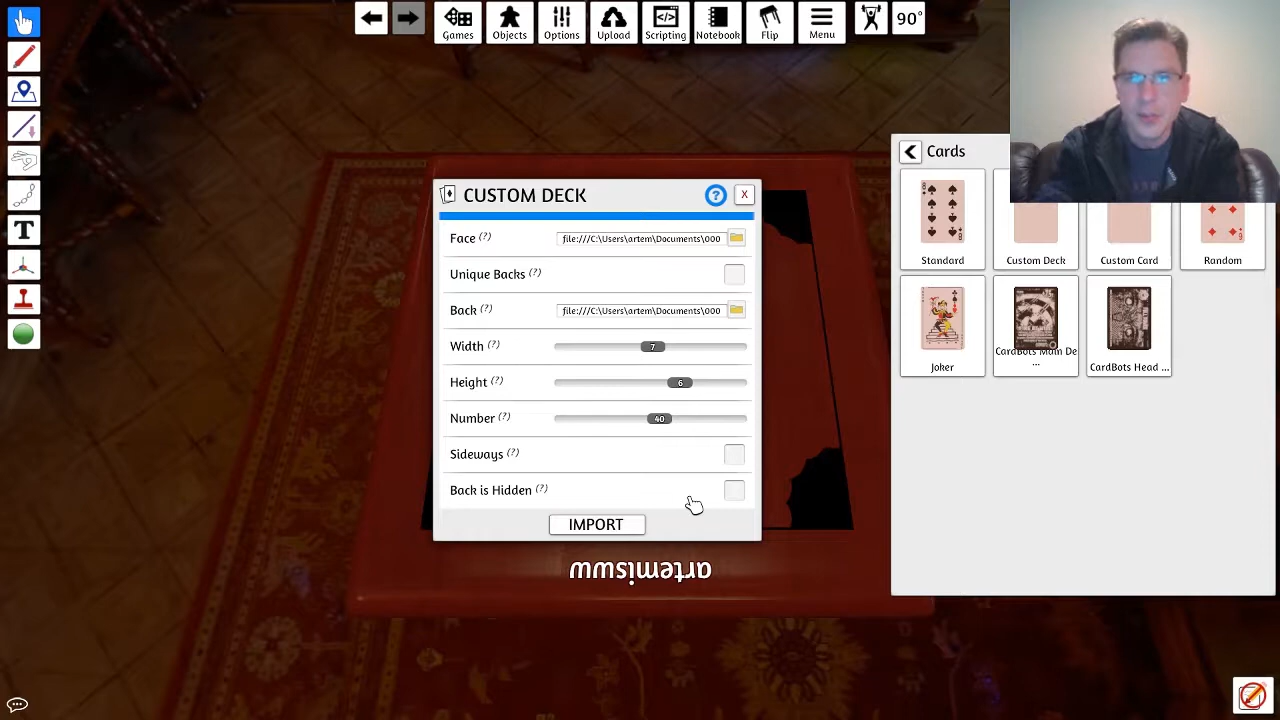 Games
Objects
Options
Upload
Scripting
Notebook
Flip
Menu
90°
T
Cards
CUSTOM DECK
?
X
Face (?)
file:///C:\Users\artem\Documents\000
Unique Backs (?)
Back (?)
file:///C:\Users\artem\Documents\000
Width (?)
7
Height (?)
6
Number (?)
40
Sideways (?)
Back is Hidden (?)
IMPORT
Standard
Custom Deck
Custom Card
Random
Joker
CardBots Main De
...
CardBots Head ...
artemisuw